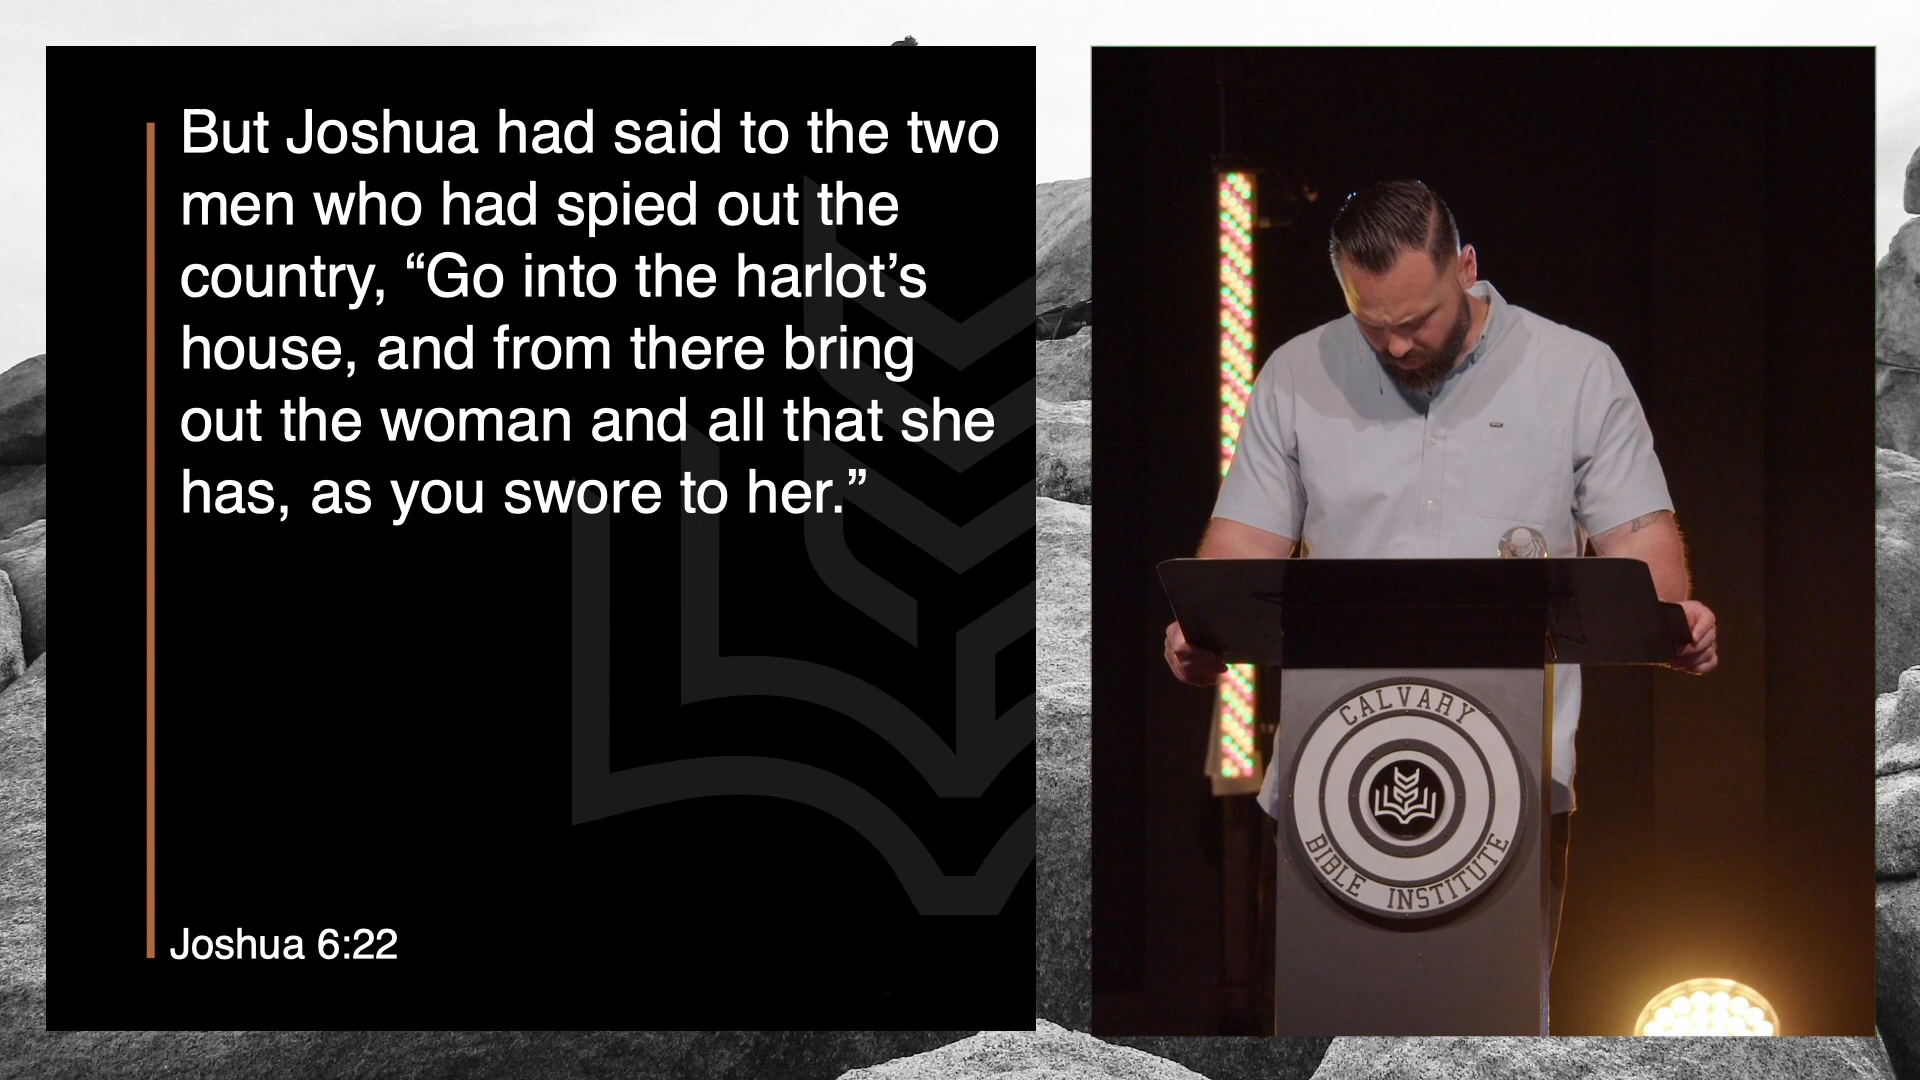 But Joshua had said to the two
men who had spied out the
country, “Go into the harlot’s
house, and from there bring
out the woman and all that she
has, as you swore to her.”
Joshua 6:22
CALVARY
BIBLE INSTITUTE